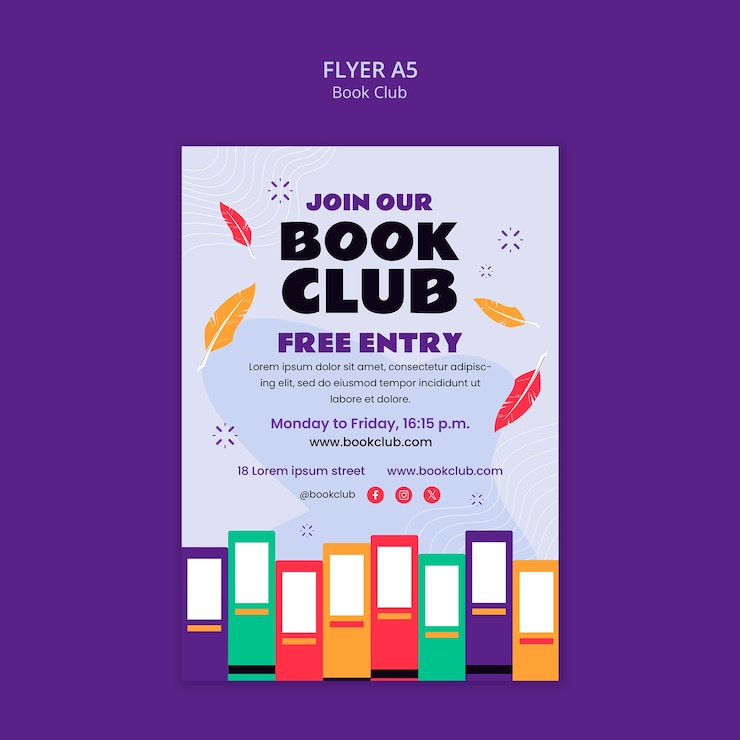 FLYER A5
Book Club
JOIN OUR
BOOK
CLUB
FREE ENTRY
Lorem ipsum dolor sit amet, consectetur adipisc-
ing elit, sed do eiusmod tempor incididunt ut
labore et dolore.
Monday to Friday, 16:15 p.m.
www.bookclub.com
18 Lorem ipsum street www.bookclub.com
@bookclub